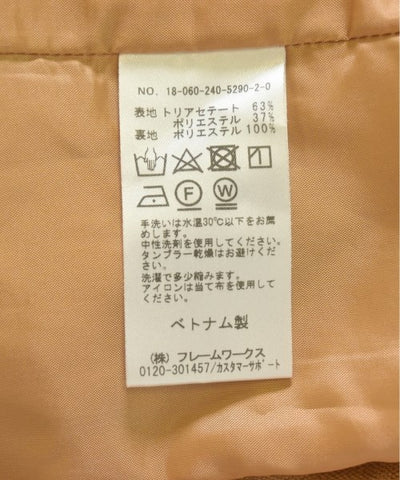 NO. 18-060-240-5290-2-0
表地 トリアセテート 63%
ポリエステル 37%
裏地 ポリエステル 100%
F W
手洗いは水温30℃以下をお薦
めします。
中性洗剤を使用してください。
タンブラー乾燥はお避けくだ
さい。
洗濯で多少縮みます。
アイロンは当て布を使用して
ください。
ベトナム製
(株) フレームワークス
0120-301457/カスタマーサポート